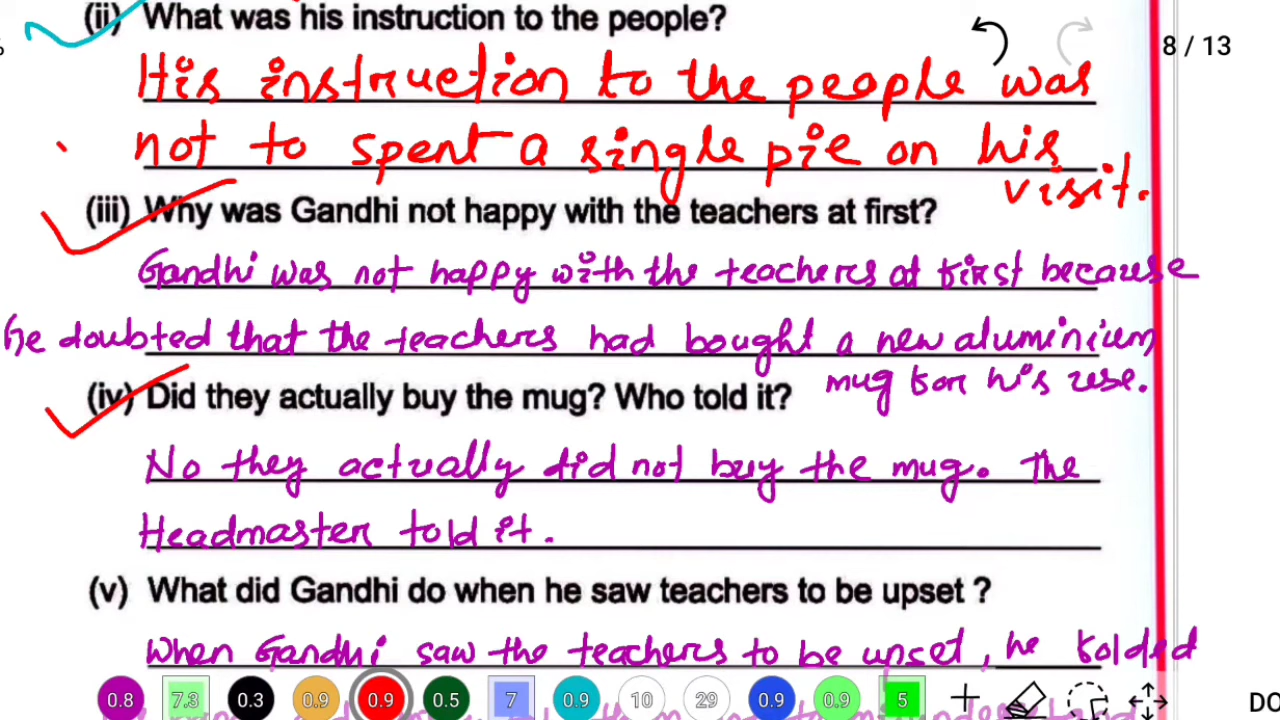 (ii) What was his instruction to the people?
8 / 13
His instruction to the people was
not to spent a single pie on his
visit.
(iii) Why was Gandhi not happy with the teachers at first?
Gandhi was not happy with the teachers at first because
he doubted that the teachers had bought a new aluminium
mug for his use.
(iv) Did they actually buy the mug? Who told it?
No they actually did not buy the mug. The
Headmaster told it.
(v) What did Gandhi do when he saw teachers to be upset ?
When Gandhi saw the teachers to be upset, he folded
0.8 7.3 0.3 0.9 0.9 0.5 7 0.9 10 29 0.9 0.9 5 DO